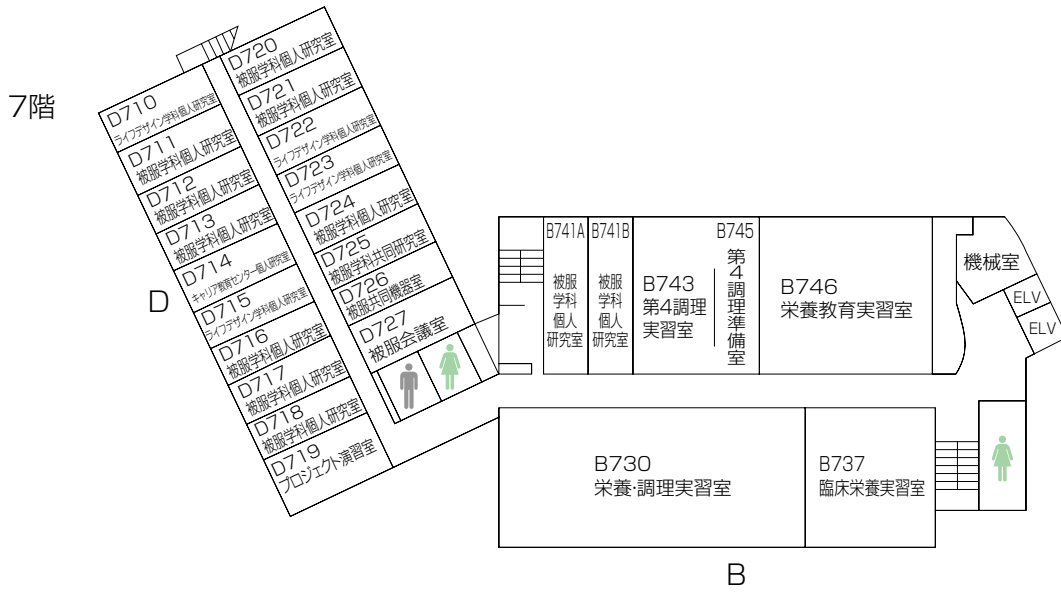 7階
D710
ライフデザイン学科個人研究室
D711
被服学科個人研究室
D712
被服学科個人研究室
D713
被服学科個人研究室
D714
キャリア教育センター個人研究室
D715
ライフデザイン学科個人研究室
D716
被服学科個人研究室
D717
被服学科個人研究室
D718
被服学科個人研究室
D719
プロジェクト演習室
D720
被服学科個人研究室
D721
被服学科個人研究室
D722
ライフデザイン学科個人研究室
D723
ライフデザイン学科個人研究室
D724
被服学科個人研究室
D725
被服学科共同研究室
D726
被服共同機器室
D727
被服会議室
D
B741A
被服
学科
個人
研究室
B741B
被服
学科
個人
研究室
B743
第4調理
実習室
B745
第4調理準備室
B746
栄養教育実習室
機械室
ELV
ELV
B730
栄養・調理実習室
B737
臨床栄養実習室
B